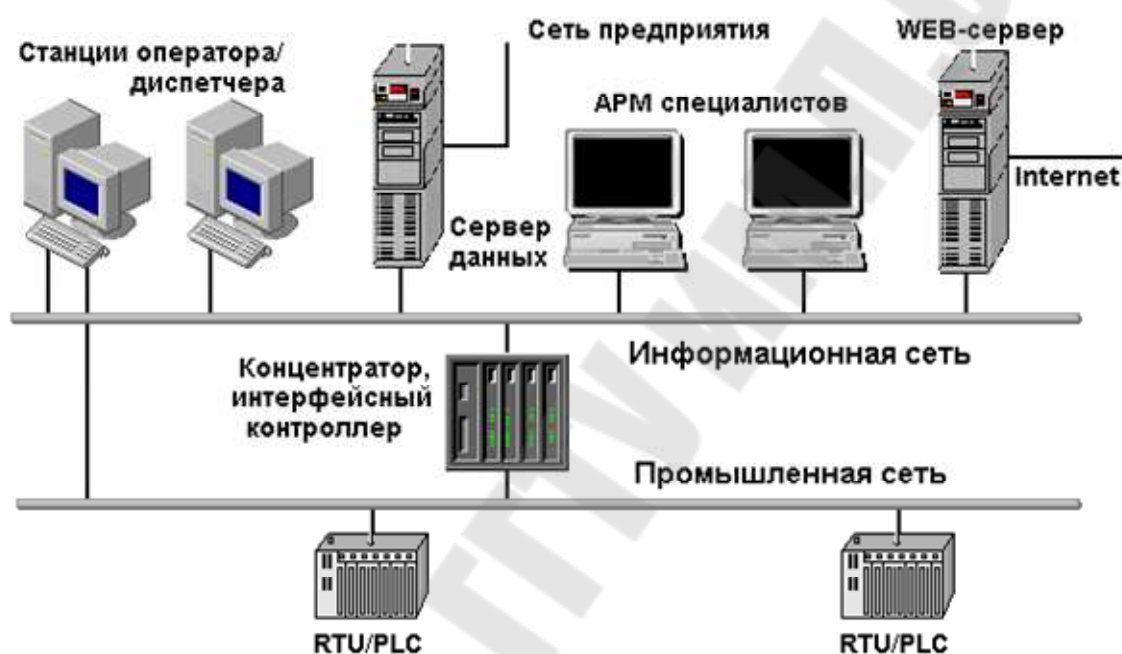 Станции оператора/
диспетчера
Сеть предприятия
WEB-сервер
АРМ специалистов
Internet
Сервер
данных
Информационная сеть
Концентратор,
интерфейсный
контроллер
Промышленная сеть
RTU/PLC
RTU/PLC